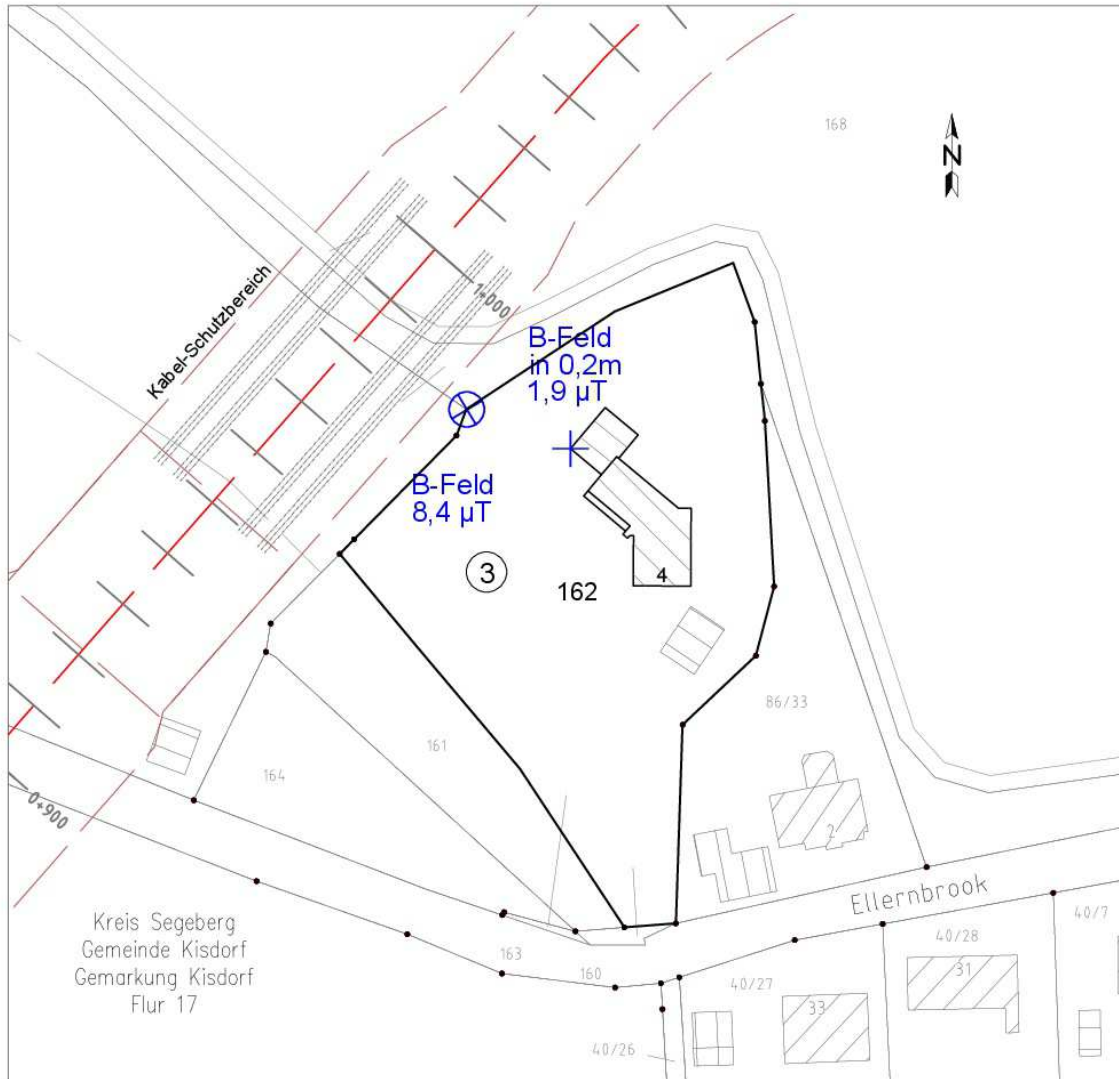 168
N
Kabel-Schutzbereich
1+000
B-Feld
in 0,2m
1,9 µT
B-Feld
8,4 µT
3
162
4
86/33
161
164
0+900
2
Ellernbrook
Kreis Segeberg
Gemeinde Kisdorf
Gemarkung Kisdorf
Flur 17
163
160
40/27
40/28
40/7
31
33
40/26